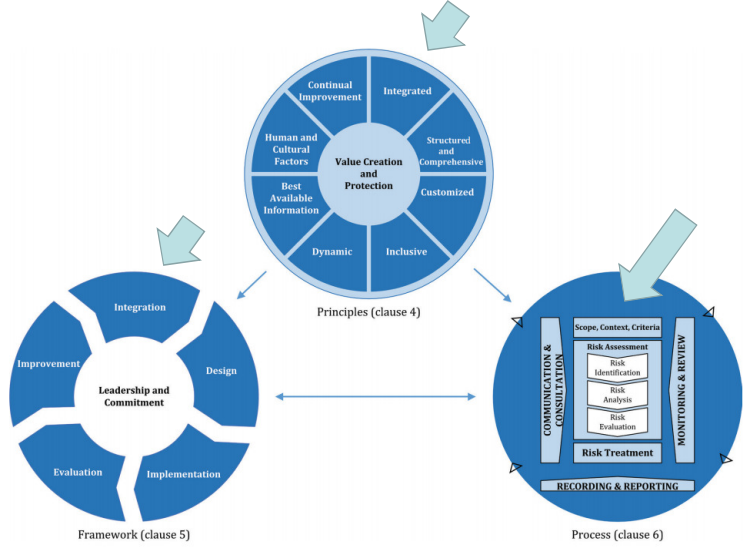 Continual
Improvement
Integrated
Human and
Cultural
Factors
Structured
and
Comprehensive
Value Creation
and
Protection
Best
Available
Information
Customized
Dynamic
Inclusive
Principles (clause 4)
Integration
Improvement
Design
Leadership and
Commitment
Evaluation
Implementation
Framework (clause 5)
Scope, Context, Criteria
Risk Assessment
Risk
Identification
Risk
Analysis
Risk
Evaluation
Risk Treatment
COMMUNICATION &
CONSULTATION
MONITORING & REVIEW
RECORDING & REPORTING
Process (clause 6)